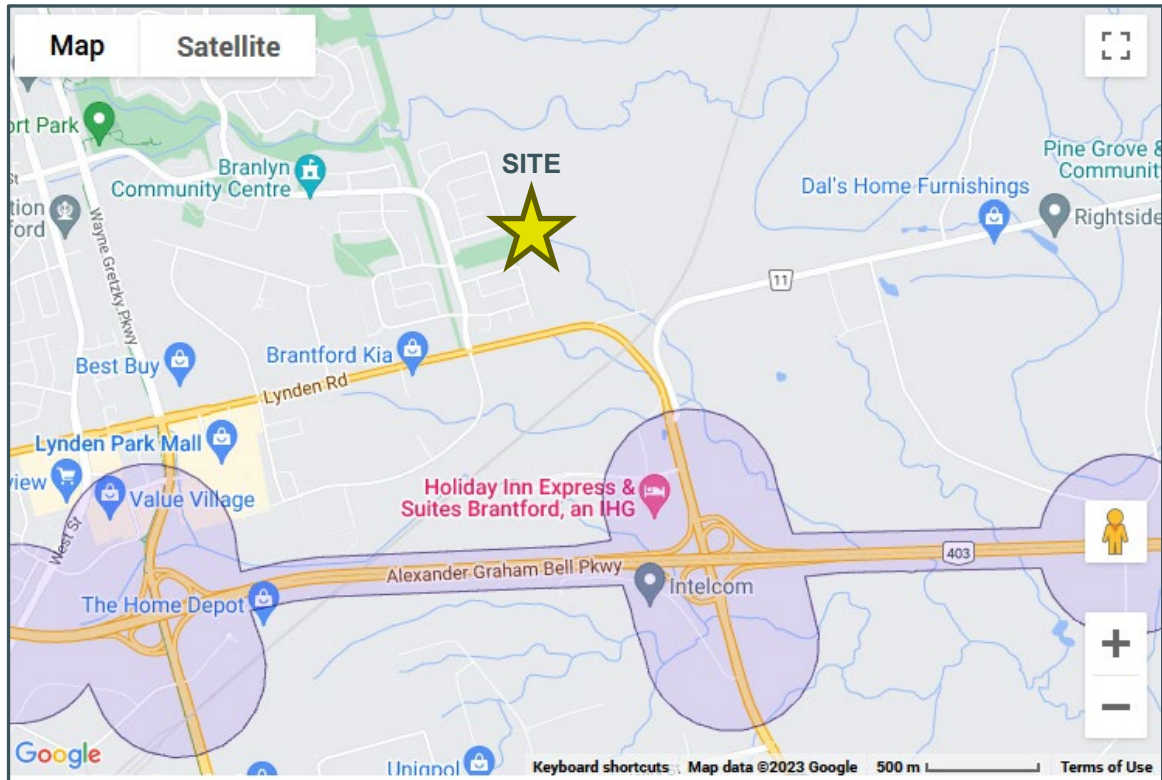 Map
Satellite
ort Park
Branlyn
Community Centre
SITE
Pine Grove &
Community
Dal's Home Furnishings
Rightside
St
tion
ford
Wayne Gretzky Pkwy
11
Best Buy
Brantford Kia
Lynden Rd
Lynden Park Mall
view
Value Village
Holiday Inn Express &
Suites Brantford, an IHG
West St
403
Alexander Graham Bell Pkwy
The Home Depot
Intelcom
Google
Unigpol
Keyboard shortcuts
Map data ©2023 Google
500 m
Terms of Use